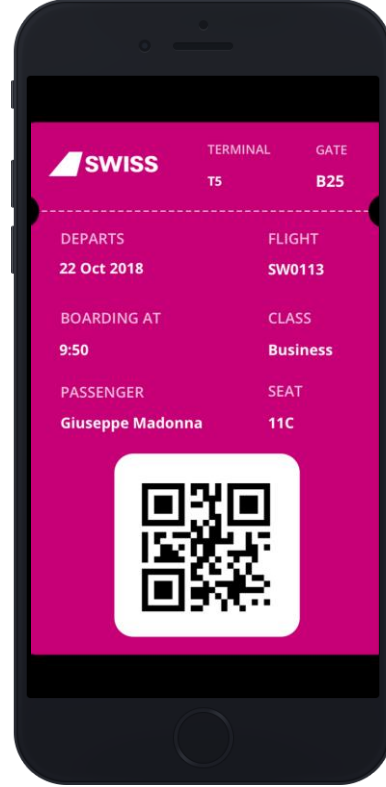 SWISS
TERMINAL GATE
T5 B25
DEPARTS FLIGHT
22 Oct 2018 SW0113
BOARDING AT CLASS
9:50 Business
PASSENGER SEAT
Giuseppe Madonna 11C